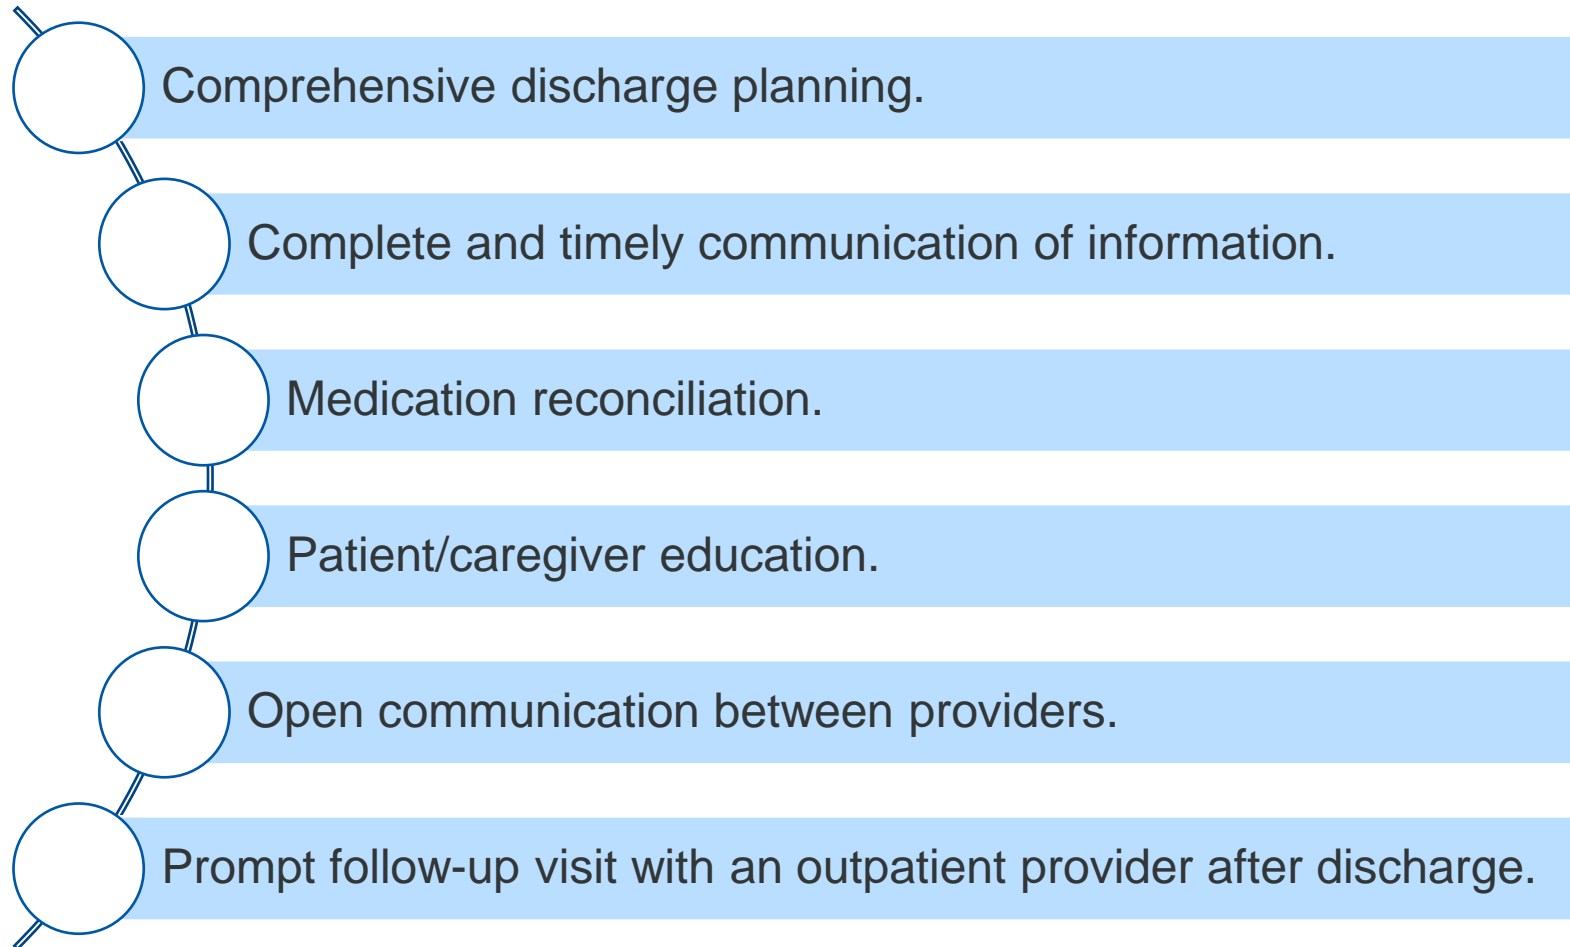 Comprehensive discharge planning.
Complete and timely communication of information.
Medication reconciliation.
Patient/caregiver education.
Open communication between providers.
Prompt follow-up visit with an outpatient provider after discharge.